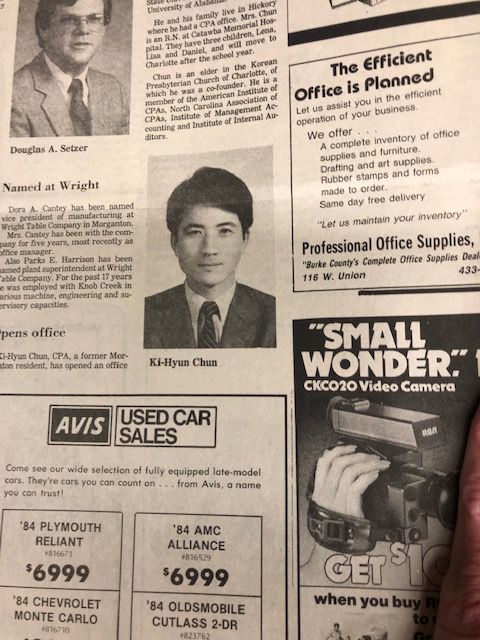 State University of
University of Alabama
He and his family live in Hickory
where he had a CPA office. Mrs. Chun
is an R.N. at Catawba Memorial Hos-
pital. They have three children, Lena,
Lisa and Daniel, and will move to
Charlotte after the school year.
Chun is an elder in the Korean
Presbyterian Church of Charlotte, of
which he was a co-founder. He is a
member of the American Institute of
CPAs, North Carolina Association of
CPAs, Institute of Management Ac-
counting and Institute of Internal Au-
ditors.
Douglas A. Setzer
Named at Wright
Dora A. Cantey has been named
vice president of manufacturing at
Wright Table Company in Morganton.
Mrs. Cantey has been with the com-
pany for five years, most recently as
office manager.
Also Parks E. Harrison has been
named plant superintendent at Wright
Table Company. For the past 17 years
he was employed with Knob Creek in
various machine, engineering and su-
pervisory capacities.
Opens office
Ki-Hyun Chun, CPA, a former Mor-
ganton resident, has opened an office
Ki-Hyun Chun
The Efficient
Office is Planned
Let us assist you in the efficient
operation of your business.
We offer . . .
A complete inventory of office
supplies and furniture.
Drafting and art supplies.
Rubber stamps and forms
made to order.
Same day free delivery
"Let us maintain your inventory"
Professional Office Supplies,
"Burke County's Complete Office Supplies Deal
116 W. Union
433-
AVIS USED CAR
SALES
Come see our wide selection of fully equipped late-model
cars. They're cars you can count on . . . from Avis, a name
you can trust!
'84 PLYMOUTH
RELIANT
#816671
$6999
'84 AMC
ALLIANCE
#816529
$6999
'84 CHEVROLET
MONTE CARLO
#816710
'84 OLDSMOBILE
CUTLASS 2-DR
#823762
"SMALL
WONDER."
CKC020 Video Camera
RCA
GET $10
when you buy R
to